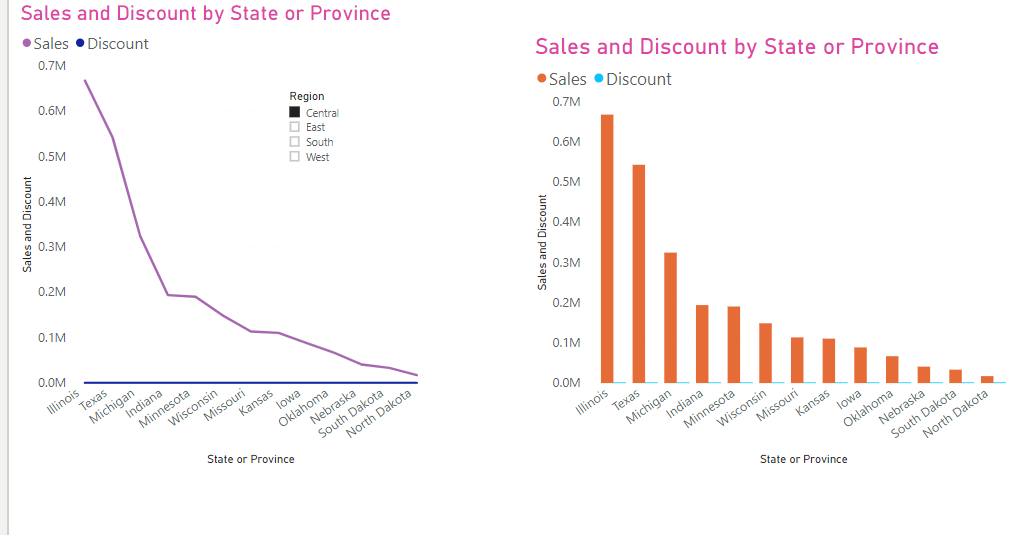 Sales and Discount by State or Province
Sales Discount
0.7M
0.6M
0.5M
0.4M
0.3M
0.2M
0.1M
0.0M
Sales and Discount
Region
Central
East
South
West
Illinois
Texas
Michigan
Indiana
Minnesota
Wisconsin
Missouri
Kansas
Iowa
Oklahoma
Nebraska
South Dakota
North Dakota
State or Province
Sales and Discount by State or Province
Sales Discount
0.7M
0.6M
0.5M
0.4M
0.3M
0.2M
0.1M
0.0M
Sales and Discount
Illinois
Texas
Michigan
Indiana
Minnesota
Wisconsin
Missouri
Kansas
Iowa
Oklahoma
Nebraska
South Dakota
North Dakota
State or Province